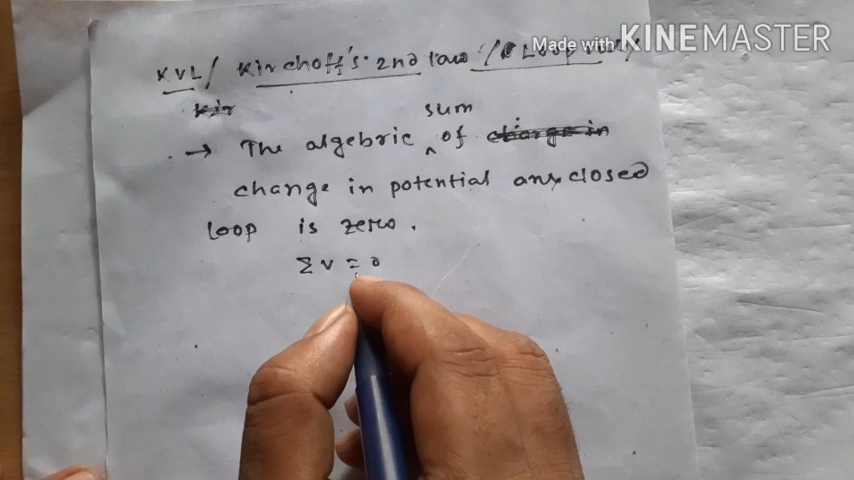 Made with KINEMASTER
KVL/ Kirchoff's 2nd law / Loop
The algebric sum of
change in potential any closed
loop is zero.
Σv = 0